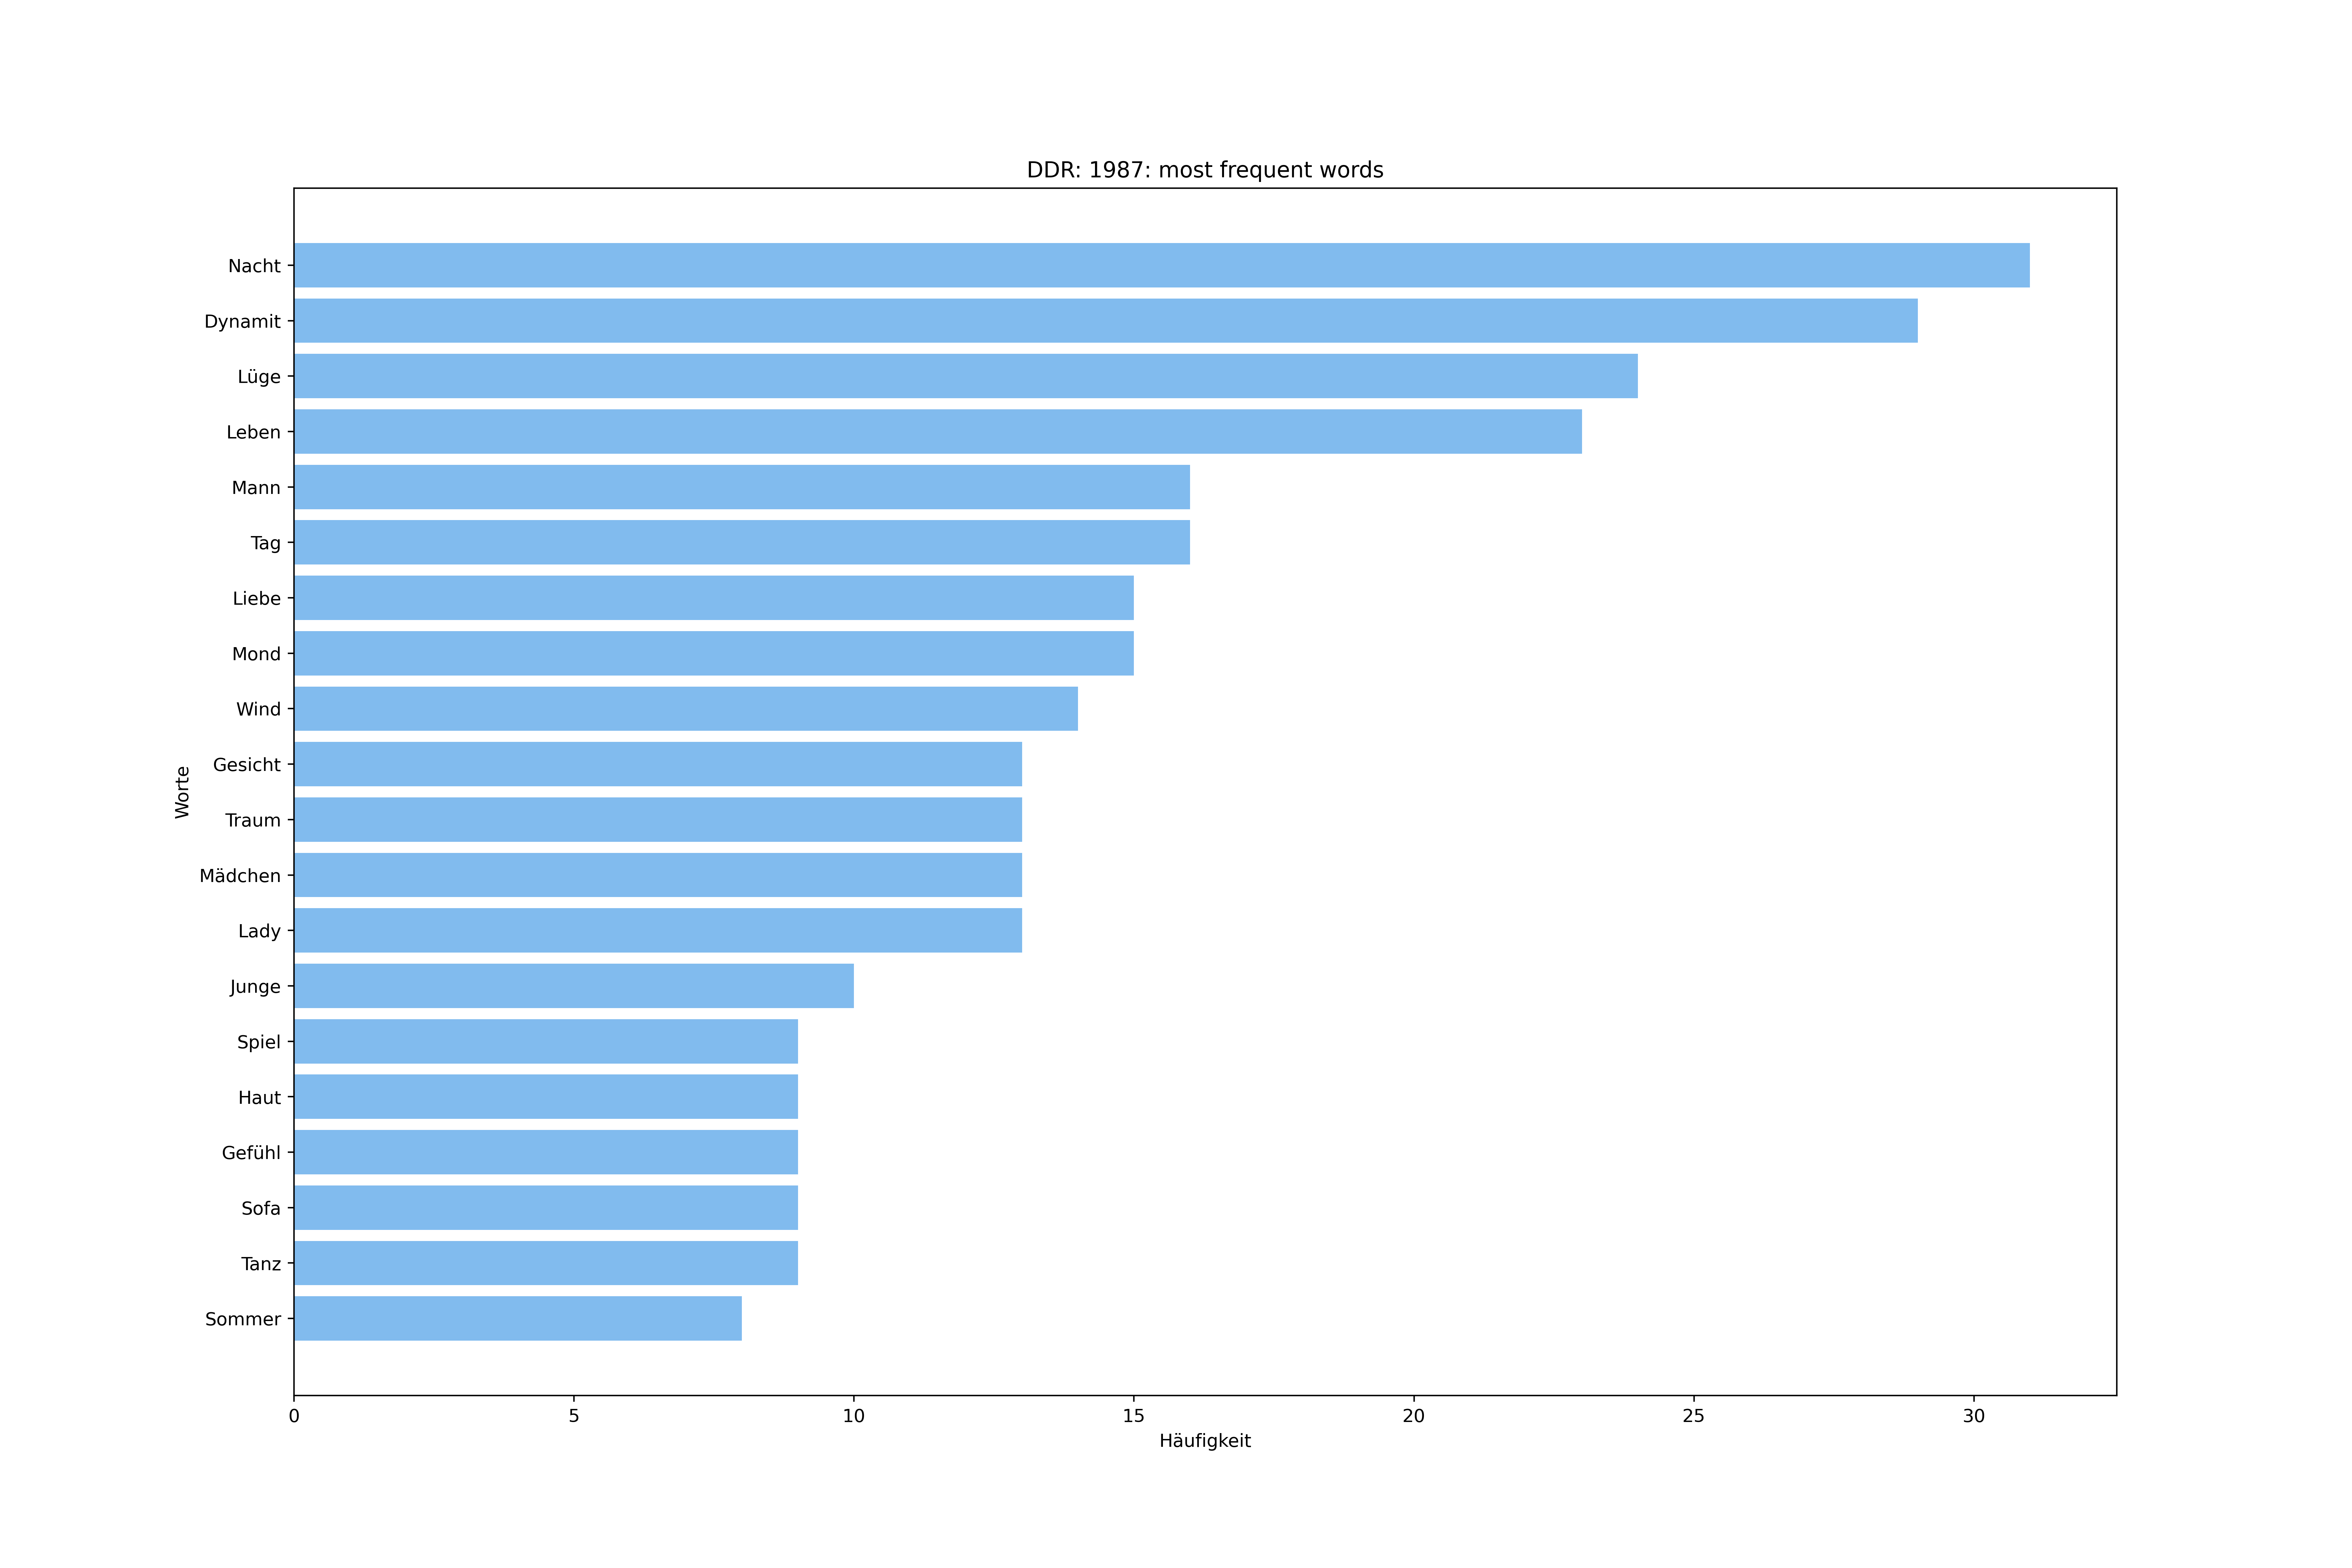 DDR: 1987: most frequent words
Nacht
Dynamit
Lüge
Leben
Mann
Tag
Liebe
Mond
Wind
Gesicht
Traum
Mädchen
Lady
Junge
Spiel
Haut
Gefühl
Sofa
Tanz
Sommer
Worte
0 5 10 15 20 25 30
Häufigkeit